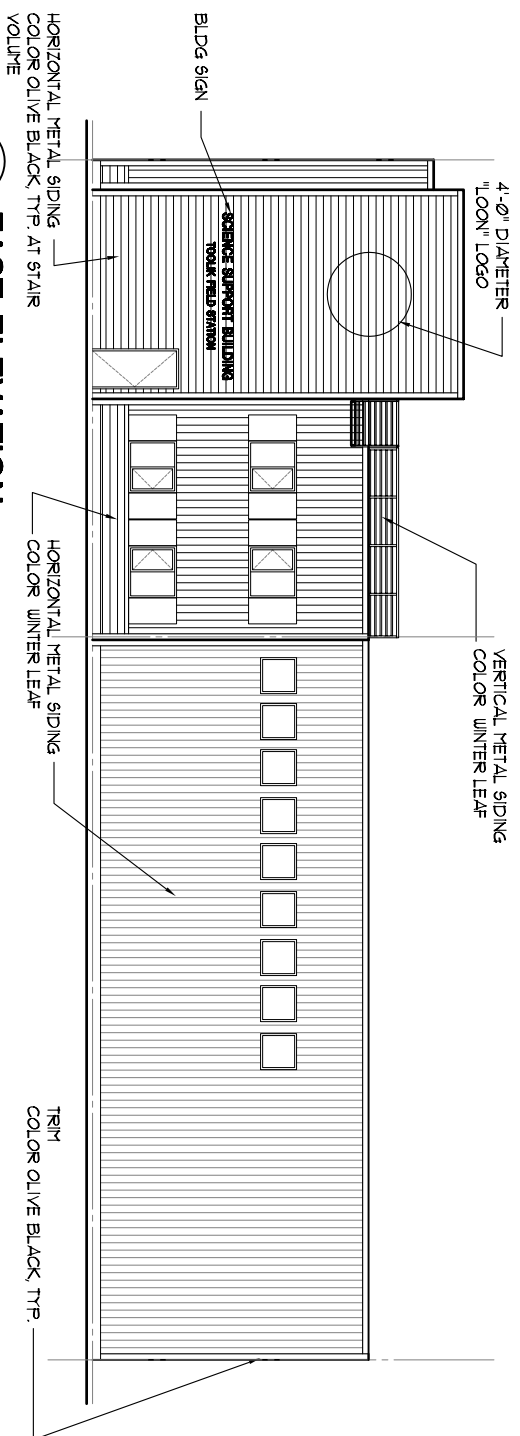 4'-0" DIAMETER
"LOON" LOGO
VERTICAL METAL SIDING
COLOR WINTER LEAF
BLDG SIGN
SCIENCE SUPPORT BUILDING
TOOLIK FIELD STATION
HORIZONTAL METAL SIDING
COLOR OLIVE BLACK, TYP. AT STAIR
VOLUME
HORIZONTAL METAL SIDING
COLOR WINTER LEAF
TRIM
COLOR OLIVE BLACK, TYP.
EAST ELEVATION